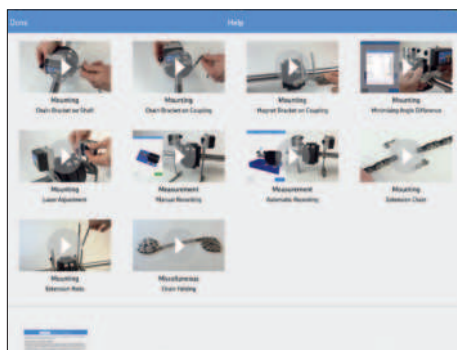 Done
Help
Mounting
Chain Bracket on Shaft
Mounting
Chain Bracket on Coupling
Mounting
Magnet Bracket on Coupling
Mounting
Minimizing Angle Difference
Mounting
Laser Adjustment
Measurement
Manual Recording
Measurement
Automatic Recording
Mounting
Extension Chain
Mounting
Extension Rods
Miscellaneous
Chain Folding